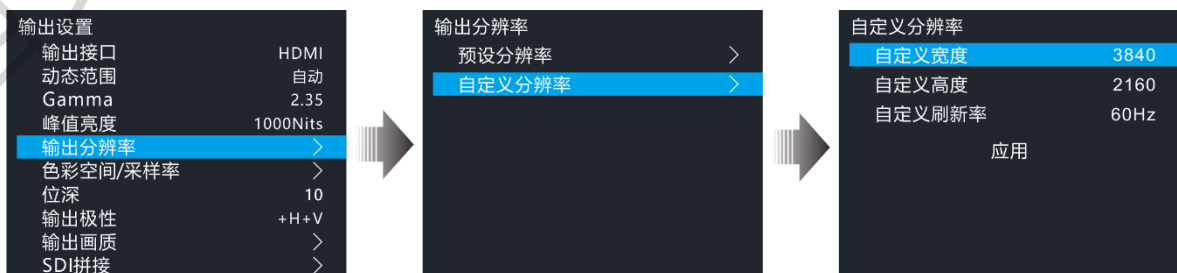 输出设置
输出接口 HDMI
动态范围 自动
Gamma 2.35
峰值亮度 1000Nits
输出分辨率 >
色彩空间/采样率 >
位深 10
输出极性 +H+V
输出画质 >
SDI拼接 >
输出分辨率
预设分辨率 >
自定义分辨率 >
自定义分辨率
自定义宽度 3840
自定义高度 2160
自定义刷新率 60Hz
应用